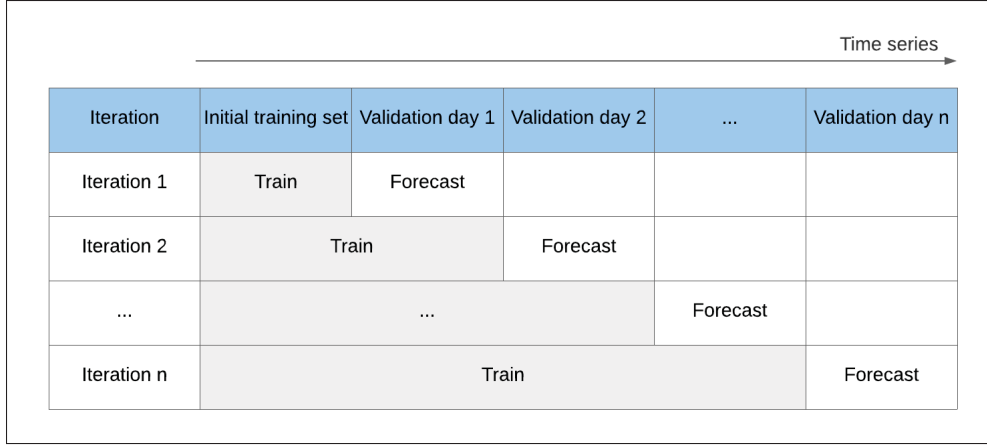 Time series
Iteration Initial training set Validation day 1 Validation day 2 ... Validation day n
Iteration 1 Train Forecast
Iteration 2 Train Forecast
... ... Forecast
Iteration n Train Forecast